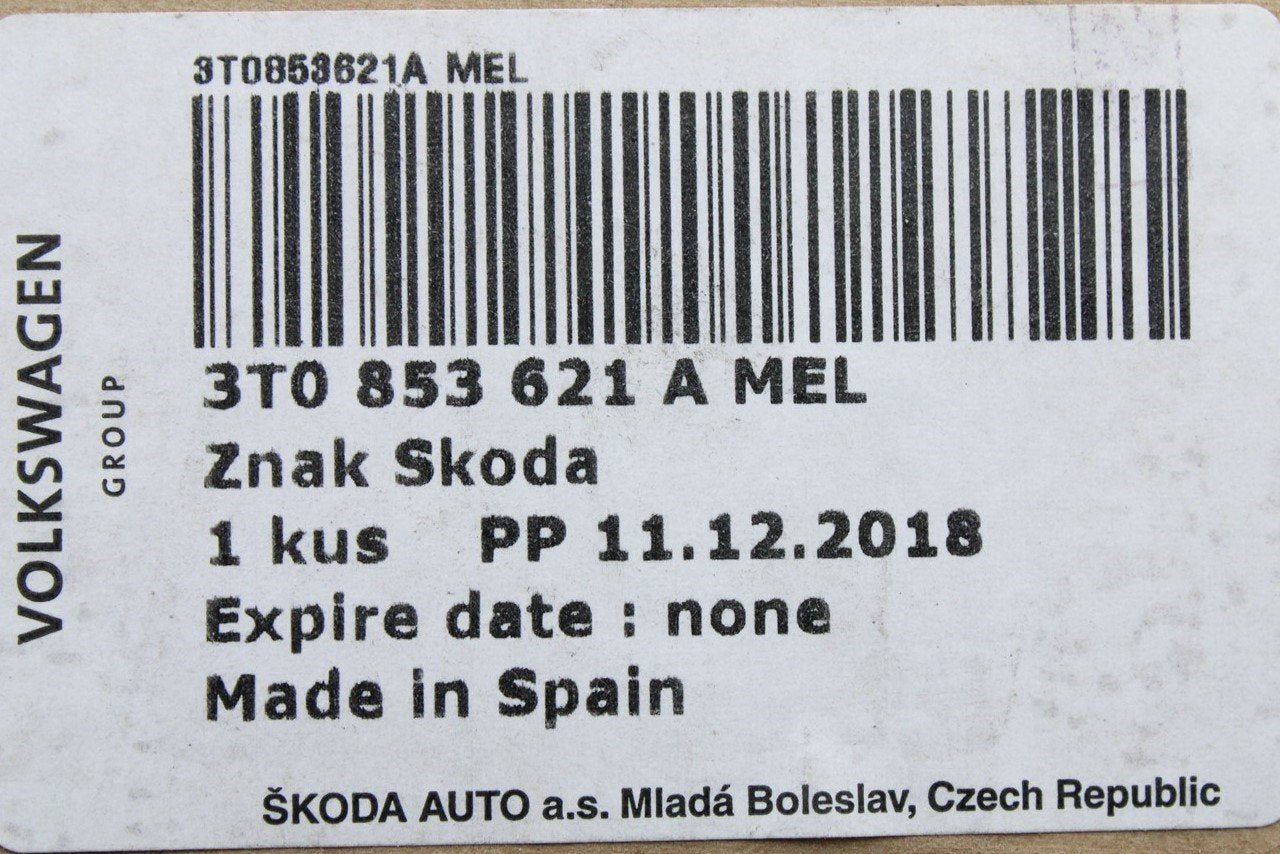 3T0853621A MEL
3T0 853 621 A MEL
Znak Skoda
1 kus PP 11.12.2018
Expire date : none
Made in Spain
ŠKODA AUTO a.s. Mladá Boleslav, Czech Republic
VOLKSWAGEN
GROUP